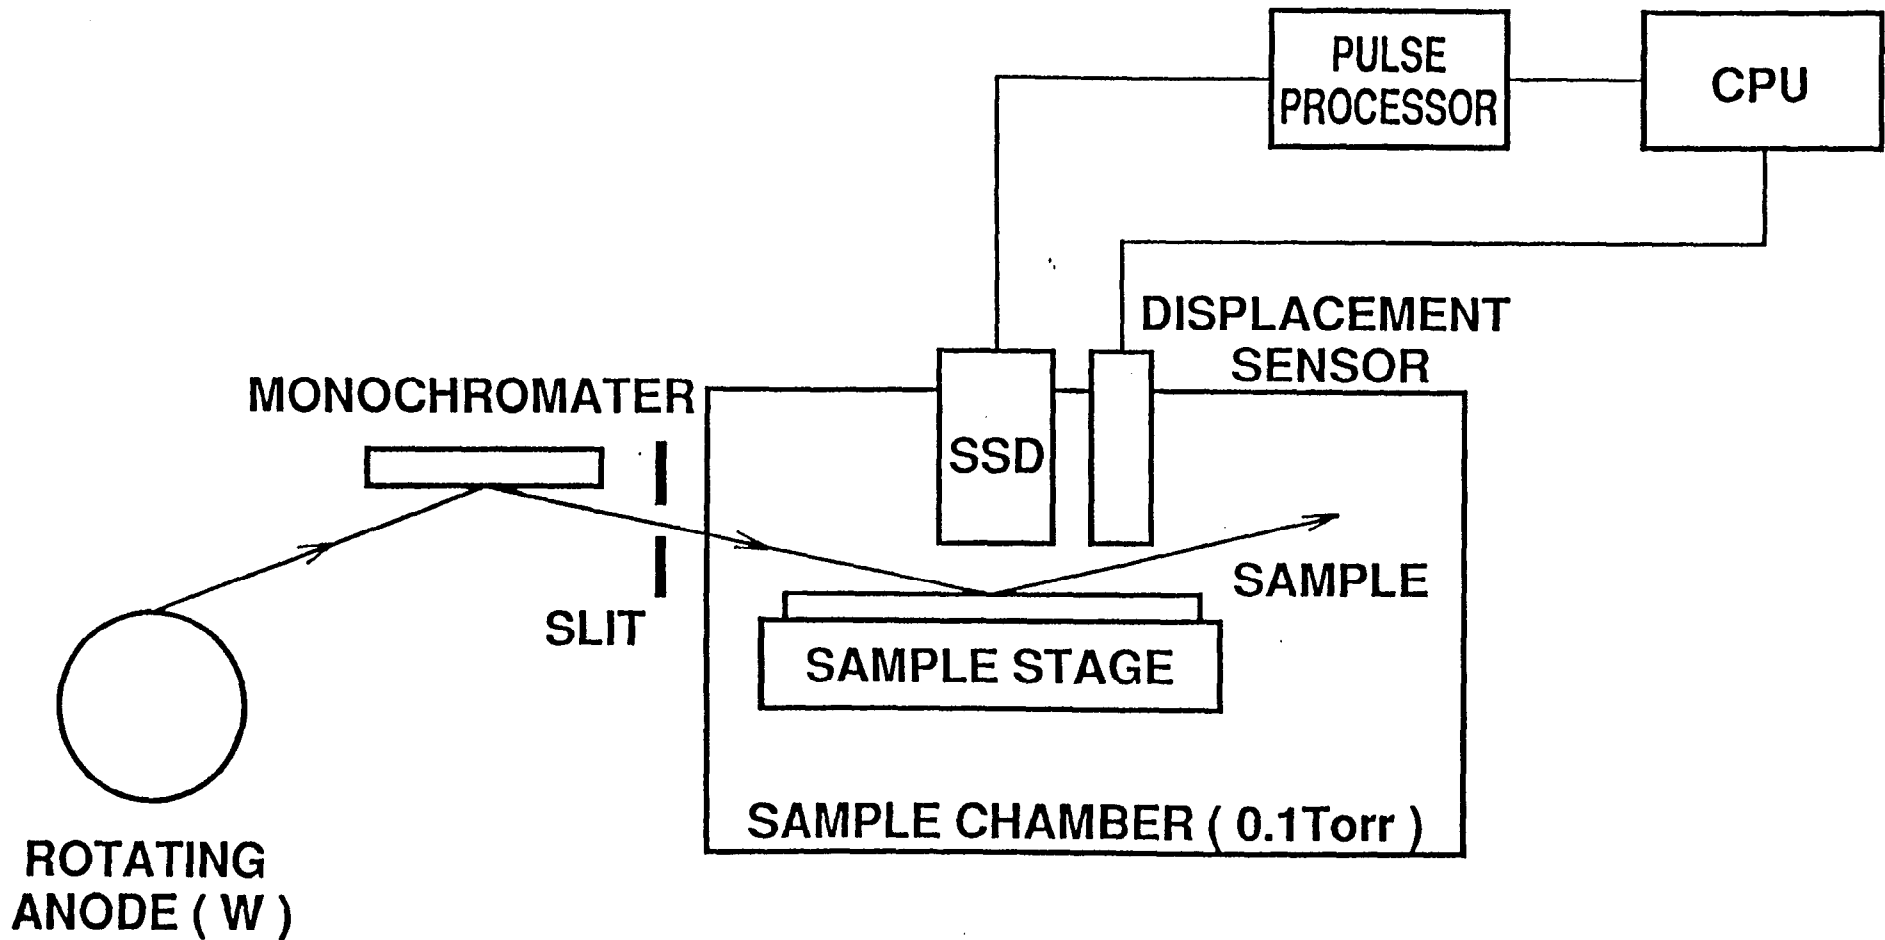 PULSE
PROCESSOR
CPU
DISPLACEMENT
SENSOR
MONOCHROMATER
SSD
SAMPLE
SLIT
SAMPLE STAGE
SAMPLE CHAMBER ( 0.1Torr )
ROTATING
ANODE ( W )